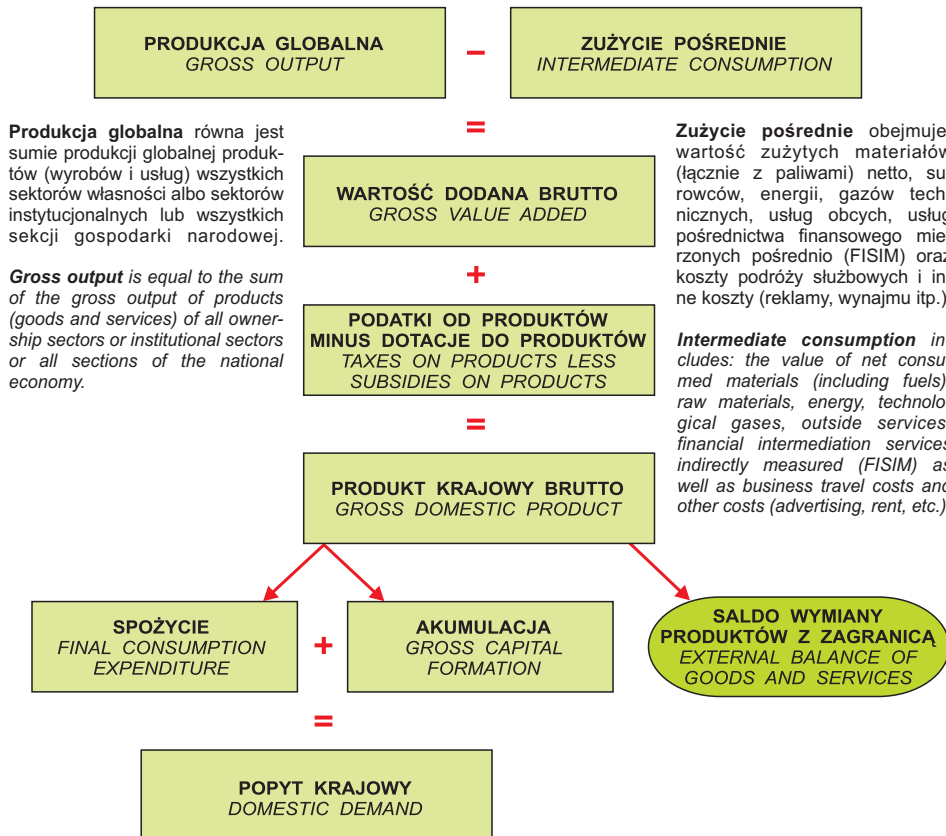 PRODUKCJA GLOBALNA
GROSS OUTPUT
–
ZUŻYCIE POŚREDNIE
INTERMEDIATE CONSUMPTION
=
Produkcja globalna równa jest
sumie produkcji globalnej produk-
tów (wyrobów i usług) wszystkich
sektorów własności albo sektorów
instytucjonalnych lub wszystkich
sekcji gospodarki narodowej.
Gross output is equal to the sum
of the gross output of products
(goods and services) of all owner-
ship sectors or institutional sectors
or all sections of the national
economy.
WARTOŚĆ DODANA BRUTTO
GROSS VALUE ADDED
+
PODATKI OD PRODUKTÓW
MINUS DOTACJE DO PRODUKTÓW
TAXES ON PRODUCTS LESS
SUBSIDIES ON PRODUCTS
=
PRODUKT KRAJOWY BRUTTO
GROSS DOMESTIC PRODUCT
Zużycie pośrednie obejmuje
wartość zużytych materiałów
(łącznie z paliwami) netto, su
rowców, energii, gazów tech
nicznych, usług obcych, usług
pośrednictwa finansowego mie
rzonych pośrednio (FISIM) oraz
koszty podróży służbowych i in
ne koszty (reklamy, wynajmu itp.)
Intermediate consumption in
cludes: the value of net consu
med materials (including fuels)
raw materials, energy, technolo
gical gases, outside services
financial intermediation services
indirectly measured (FISIM) as
well as business travel costs and
other costs (advertising, rent, etc.)
SPOŻYCIE
FINAL CONSUMPTION
EXPENDITURE
+
AKUMULACJA
GROSS CAPITAL
FORMATION
SALDO WYMIANY
PRODUKTÓW Z ZAGRANICĄ
EXTERNAL BALANCE OF
GOODS AND SERVICES
=
POPYT KRAJOWY
DOMESTIC DEMAND